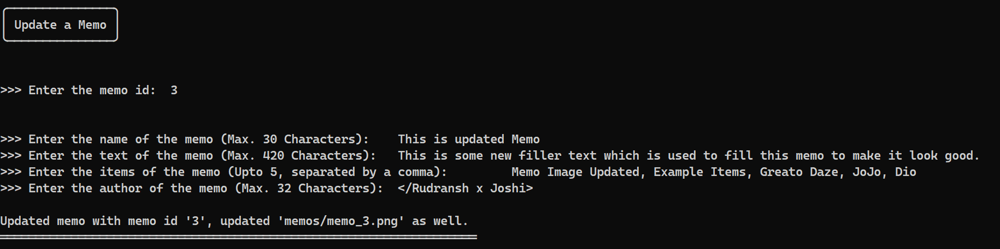 Update a Memo
>>> Enter the memo id:  3
>>> Enter the name of the memo (Max. 30 Characters):    This is updated Memo
>>> Enter the text of the memo (Max. 420 Characters):   This is some new filler text which is used to fill this memo to make it look good.
>>> Enter the items of the memo (Upto 5, separated by a comma):         Memo Image Updated, Example Items, Greato Daze, JoJo, Dio
>>> Enter the author of the memo (Max. 32 Characters):  </Rudransh x Joshi>
Updated memo with memo id '3', updated 'memos/memo_3.png' as well.